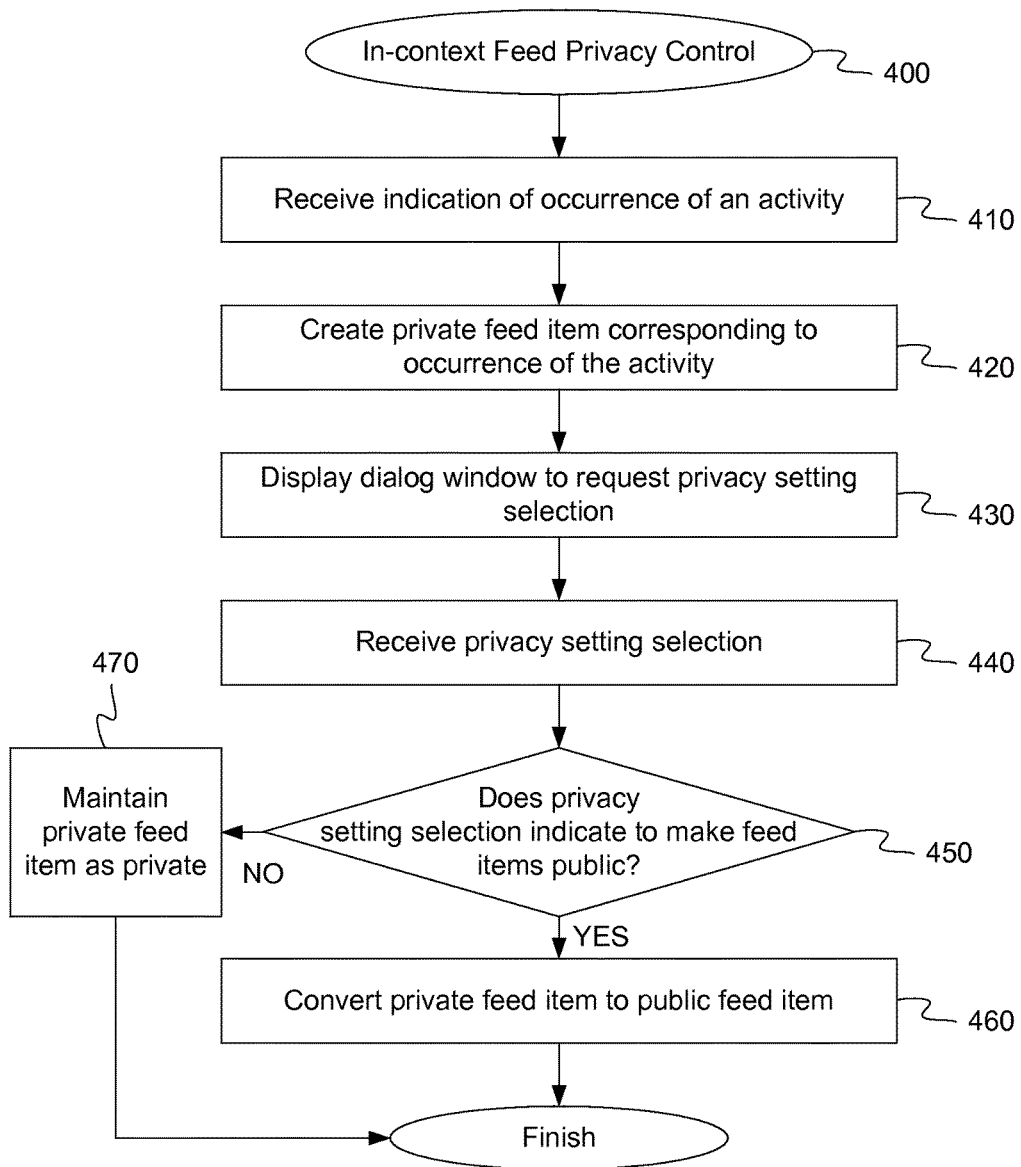 In-context Feed Privacy Control
400
Receive indication of occurrence of an activity
410
Create private feed item corresponding to
occurrence of the activity
420
Display dialog window to request privacy setting
selection
430
Receive privacy setting selection
440
470
Maintain
private feed
item as private
Does privacy
setting selection indicate to make feed
items public?
450
NO
YES
Convert private feed item to public feed item
460
Finish